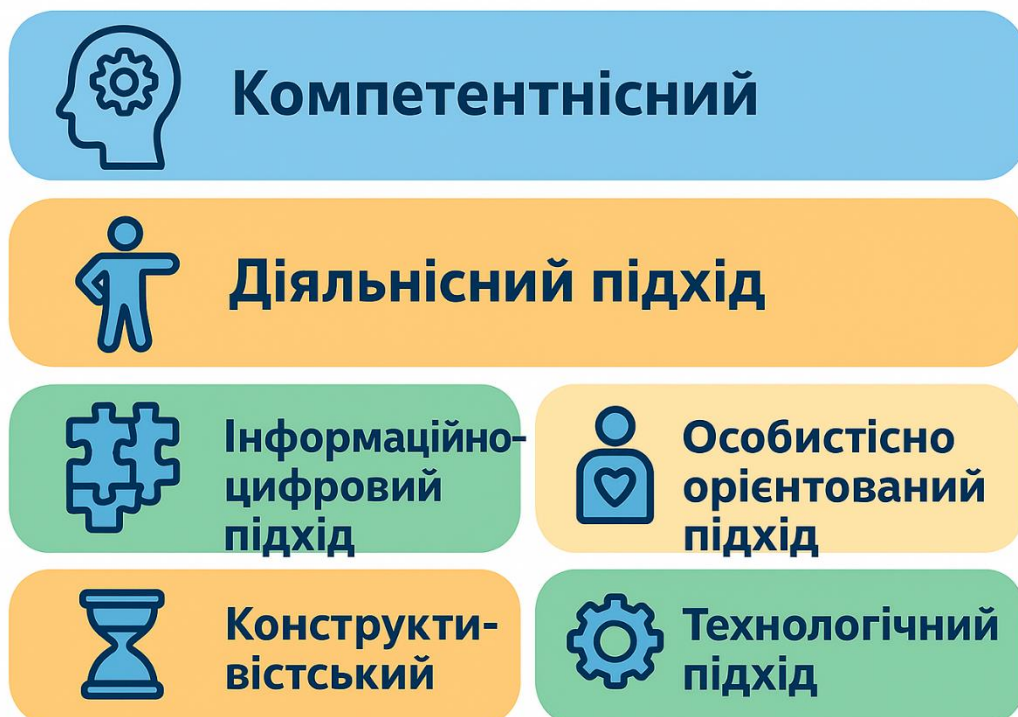 Компетентнісний
Діяльнісний підхід
Інформаційно-
цифровий
підхід
Особистісно
орієнтований
підхід
Конструкти-
вістський
Технологічний
підхід